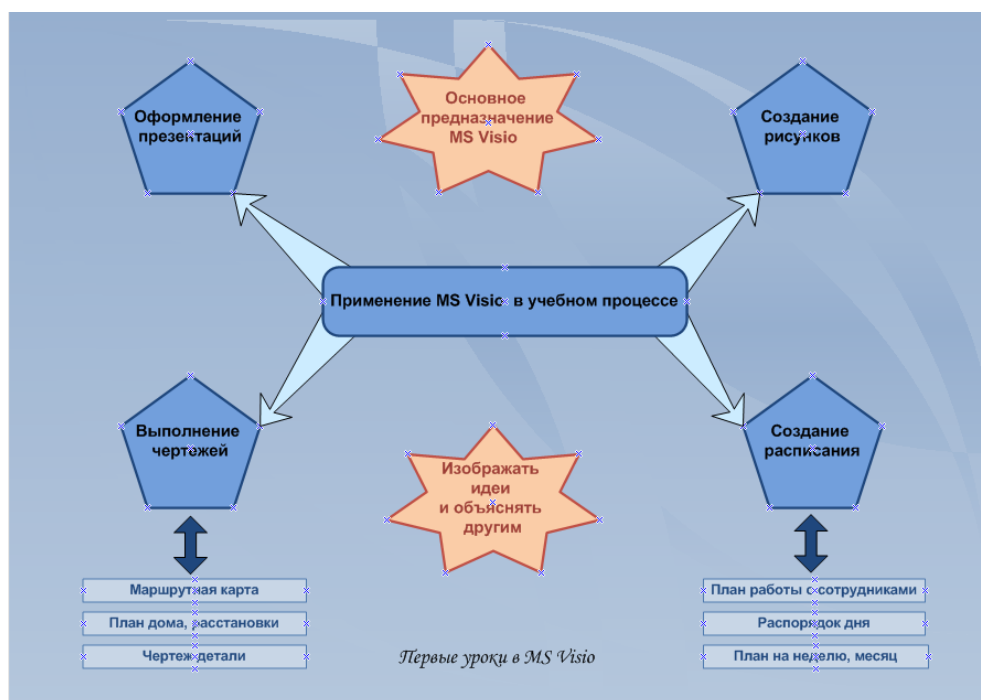 Оформление
презентаций
Основное
предназначение
MS Visio
Создание
рисунков
Применение MS Visio в учебном процессе
Выполнение
чертежей
Изображать
идеи
и объяснять
другим
Создание
расписания
Маршрутная карта
План дома, расстановки
Чертеж детали
План работы с сотрудниками
Распорядок дня
План на неделю, месяц
Первые уроки в MS Visio